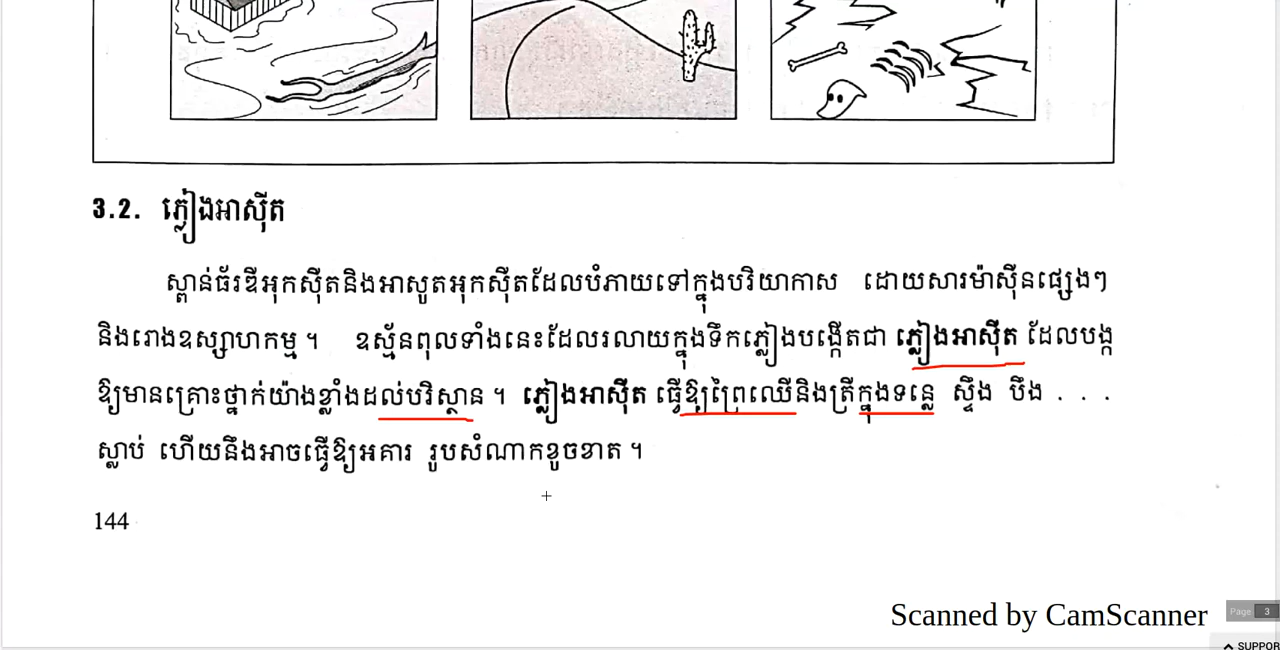 3.2. ភ្លៀងអាស៊ីត
ស្ពាន់ធ័រឌីអុកស៊ីតនិងអាសូតអុកស៊ីតដែលបំភាយទៅក្នុងបរិយាកាស ដោយសារម៉ាស៊ីនផ្សេងៗ
និងរោងឧស្សាហកម្ម ។ ឧស្ម័នពុលទាំងនេះដែលរលាយក្នុងទឹកភ្លៀងបង្កើតជា ភ្លៀងអាស៊ីត ដែលបង្ក
ឱ្យមានគ្រោះថ្នាក់យ៉ាងខ្លាំងដល់បរិស្ថាន ។ ភ្លៀងអាស៊ីត ធ្វើឱ្យព្រៃឈើនិងត្រីក្នុងទន្លេ ស្ទឹង បឹង . . .
ស្លាប់ ហើយនឹងអាចធ្វើឱ្យអគារ រូបសំណាកខូចខាត ។
144
Scanned by CamScanner
Page 3
SUPPOR